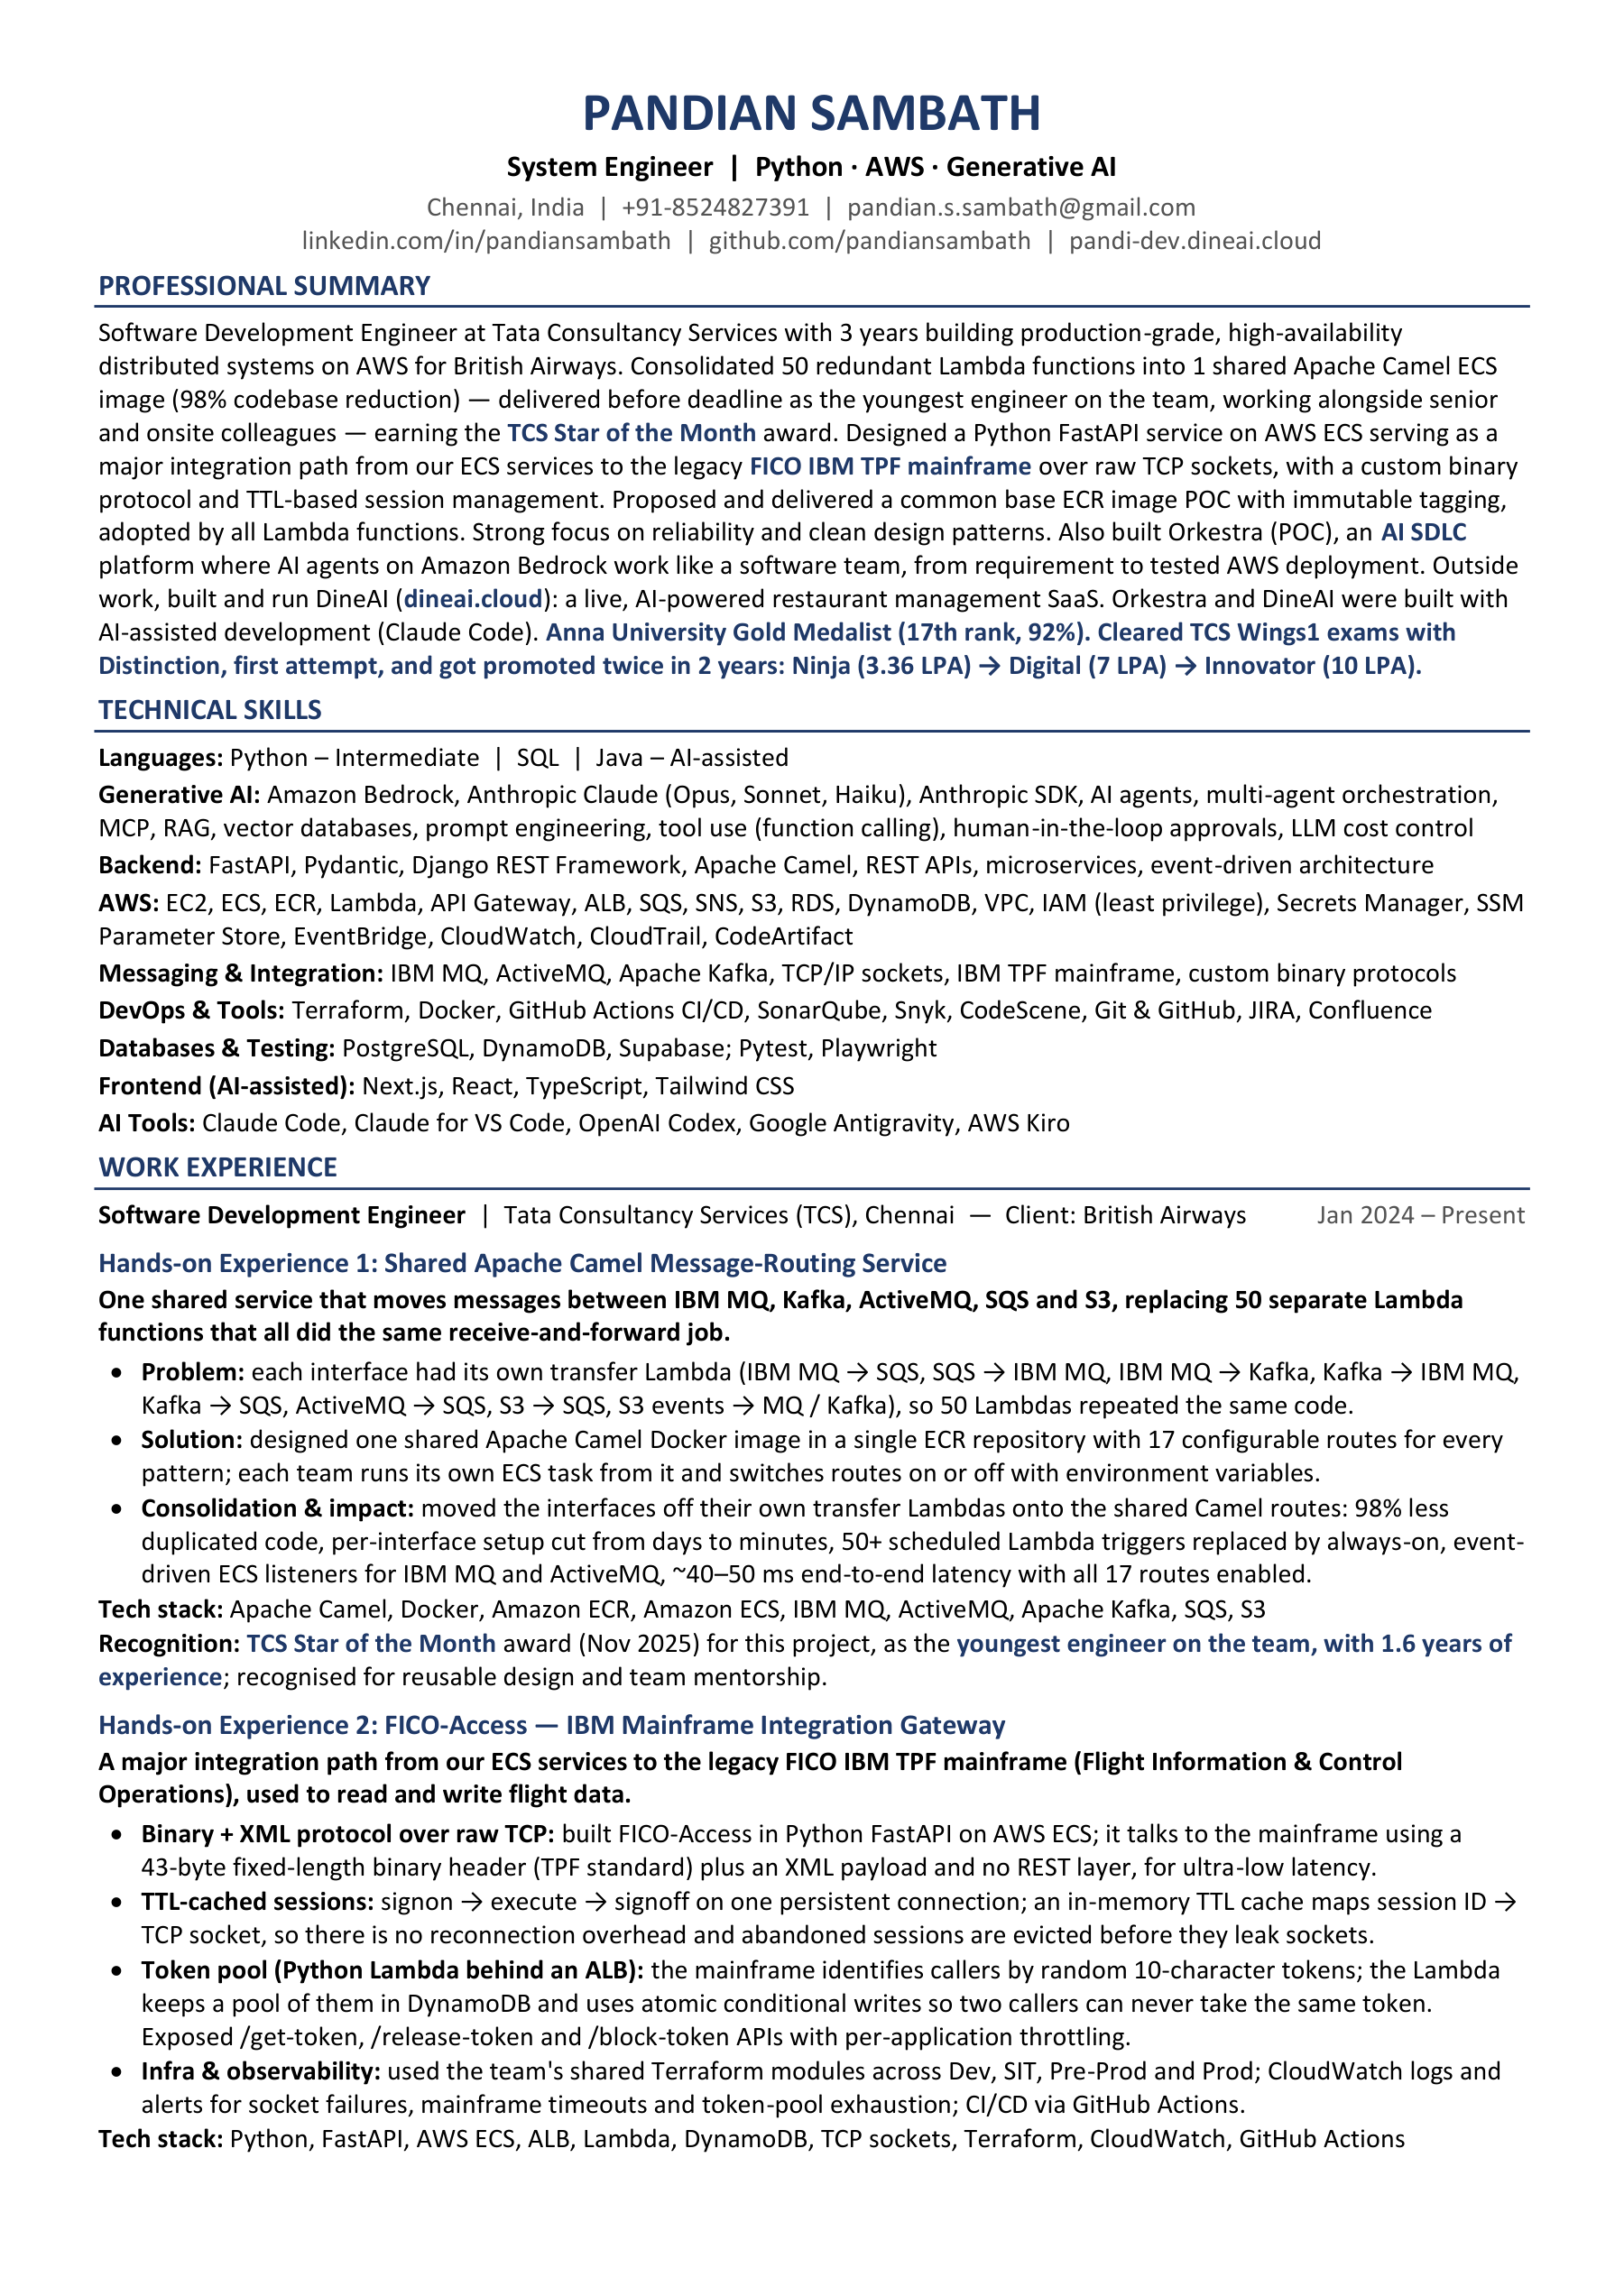 PANDIAN SAMBATH
System Engineer | Python · AWS · Generative AI
Chennai, India | +91-8524827391 | pandian.s.sambath@gmail.com
linkedin.com/in/pandiansambath | github.com/pandiansambath | pandi-dev.dineai.cloud
PROFESSIONAL SUMMARY
Software Development Engineer at Tata Consultancy Services with 3 years building production-grade, high-availability
distributed systems on AWS for British Airways. Consolidated 50 redundant Lambda functions into 1 shared Apache Camel ECS
image (98% codebase reduction) — delivered before deadline as the youngest engineer on the team, working alongside senior
and onsite colleagues — earning the TCS Star of the Month award. Designed a Python FastAPI service on AWS ECS serving as a
major integration path from our ECS services to the legacy FICO IBM TPF mainframe over raw TCP sockets, with a custom binary
protocol and TTL-based session management. Proposed and delivered a common base ECR image POC with immutable tagging,
adopted by all Lambda functions. Strong focus on reliability and clean design patterns. Also built Orkestra (POC), an AI SDLC
platform where AI agents on Amazon Bedrock work like a software team, from requirement to tested AWS deployment. Outside
work, built and run DineAI (dineai.cloud): a live, AI-powered restaurant management SaaS. Orkestra and DineAI were built with
AI-assisted development (Claude Code). Anna University Gold Medalist (17th rank, 92%). Cleared TCS Wings1 exams with
Distinction, first attempt, and got promoted twice in 2 years: Ninja (3.36 LPA) → Digital (7 LPA) → Innovator (10 LPA).
TECHNICAL SKILLS
Languages: Python – Intermediate | SQL | Java – AI-assisted
Generative AI: Amazon Bedrock, Anthropic Claude (Opus, Sonnet, Haiku), Anthropic SDK, AI agents, multi-agent orchestration,
MCP, RAG, vector databases, prompt engineering, tool use (function calling), human-in-the-loop approvals, LLM cost control
Backend: FastAPI, Pydantic, Django REST Framework, Apache Camel, REST APIs, microservices, event-driven architecture
AWS: EC2, ECS, ECR, Lambda, API Gateway, ALB, SQS, SNS, S3, RDS, DynamoDB, VPC, IAM (least privilege), Secrets Manager, SSM
Parameter Store, EventBridge, CloudWatch, CloudTrail, CodeArtifact
Messaging & Integration: IBM MQ, ActiveMQ, Apache Kafka, TCP/IP sockets, IBM TPF mainframe, custom binary protocols
DevOps & Tools: Terraform, Docker, GitHub Actions CI/CD, SonarQube, Snyk, CodeScene, Git & GitHub, JIRA, Confluence
Databases & Testing: PostgreSQL, DynamoDB, Supabase; Pytest, Playwright
Frontend (AI-assisted): Next.js, React, TypeScript, Tailwind CSS
AI Tools: Claude Code, Claude for VS Code, OpenAI Codex, Google Antigravity, AWS Kiro
WORK EXPERIENCE
Software Development Engineer | Tata Consultancy Services (TCS), Chennai — Client: British Airways Jan 2024 – Present
Hands-on Experience 1: Shared Apache Camel Message-Routing Service
One shared service that moves messages between IBM MQ, Kafka, ActiveMQ, SQS and S3, replacing 50 separate Lambda
functions that all did the same receive-and-forward job.
• Problem: each interface had its own transfer Lambda (IBM MQ → SQS, SQS → IBM MQ, IBM MQ → Kafka, Kafka → IBM MQ,
Kafka → SQS, ActiveMQ → SQS, S3 → SQS, S3 events → MQ / Kafka), so 50 Lambdas repeated the same code.
• Solution: designed one shared Apache Camel Docker image in a single ECR repository with 17 configurable routes for every
pattern; each team runs its own ECS task from it and switches routes on or off with environment variables.
• Consolidation & impact: moved the interfaces off their own transfer Lambdas onto the shared Camel routes: 98% less
duplicated code, per-interface setup cut from days to minutes, 50+ scheduled Lambda triggers replaced by always-on, event-
driven ECS listeners for IBM MQ and ActiveMQ, ~40–50 ms end-to-end latency with all 17 routes enabled.
Tech stack: Apache Camel, Docker, Amazon ECR, Amazon ECS, IBM MQ, ActiveMQ, Apache Kafka, SQS, S3
Recognition: TCS Star of the Month award (Nov 2025) for this project, as the youngest engineer on the team, with 1.6 years of
experience; recognised for reusable design and team mentorship.
Hands-on Experience 2: FICO-Access — IBM Mainframe Integration Gateway
A major integration path from our ECS services to the legacy FICO IBM TPF mainframe (Flight Information & Control
Operations), used to read and write flight data.
• Binary + XML protocol over raw TCP: built FICO-Access in Python FastAPI on AWS ECS; it talks to the mainframe using a
43-byte fixed-length binary header (TPF standard) plus an XML payload and no REST layer, for ultra-low latency.
• TTL-cached sessions: signon → execute → signoff on one persistent connection; an in-memory TTL cache maps session ID →
TCP socket, so there is no reconnection overhead and abandoned sessions are evicted before they leak sockets.
• Token pool (Python Lambda behind an ALB): the mainframe identifies callers by random 10-character tokens; the Lambda
keeps a pool of them in DynamoDB and uses atomic conditional writes so two callers can never take the same token.
Exposed /get-token, /release-token and /block-token APIs with per-application throttling.
• Infra & observability: used the team's shared Terraform modules across Dev, SIT, Pre-Prod and Prod; CloudWatch logs and
alerts for socket failures, mainframe timeouts and token-pool exhaustion; CI/CD via GitHub Actions.
Tech stack: Python, FastAPI, AWS ECS, ALB, Lambda, DynamoDB, TCP sockets, Terraform, CloudWatch, GitHub Actions